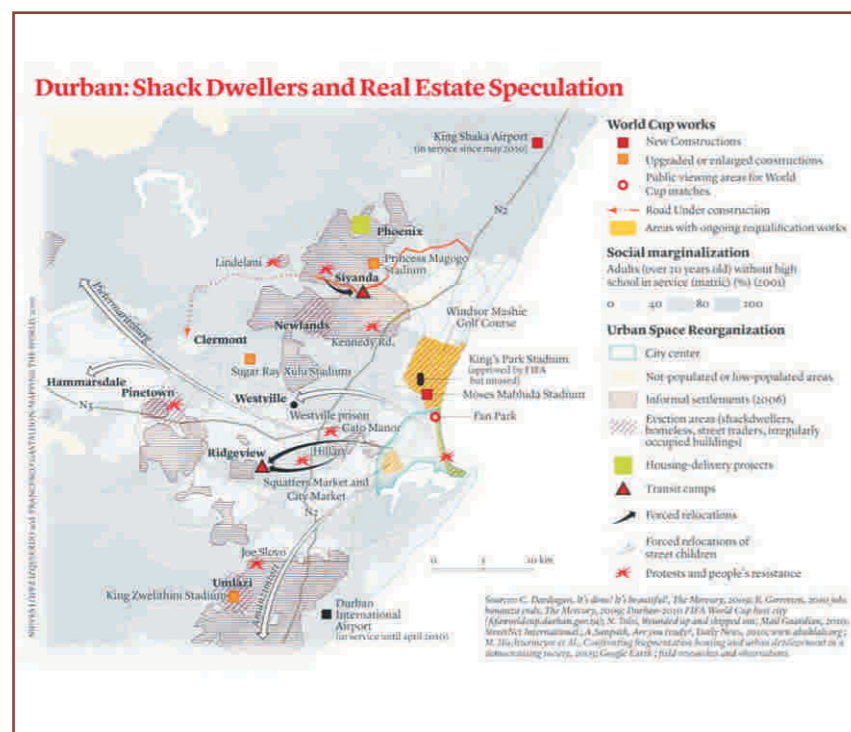 Durban: Shack Dwellers and Real Estate Speculation
King Shaka Airport
(in service since may 2010)
N2
Phoenix
Lindelani
Princess Magogo
Stadium
Siyanda
Pietermaritzburg
Windsor Mashie
Golf Course
Newlands
Clermont
Kennedy Rd.
King's Park Stadium
(approved by FIFA
but unused)
Sugar Ray Xulu Stadium
Hammarsdale
Moses Mabhida Stadium
Pinetown
Westville
Fan Park
N3
Westville prison
Cato Manor
Ridgeview
Hillary
Squatters Market and
City Market
N2
Joe Slovo
Umlazi
King Zwelithini Stadium
Amanzimtoti
Durban
International
Airport
(in service until april 2010)
0 5 10 km
World Cup works
New Constructions
Upgraded or enlarged constructions
Public viewing areas for World
Cup matches.
Road Under construction
Areas with ongoing requalification works
Social marginalization
Adults (over 20 years old) without high
school in service (matric) (%) (2001)
0 40 80 100
Urban Space Reorganization
City center
Not-populated or low-populated areas
Informal settlements (2006)
Eviction areas (shackdwellers,
homeless, street traders, irregularly
occupied buildings)
Housing-delivery projects
Transit camps
Forced relocations
Forced relocations of
street children
Protests and people's resistance